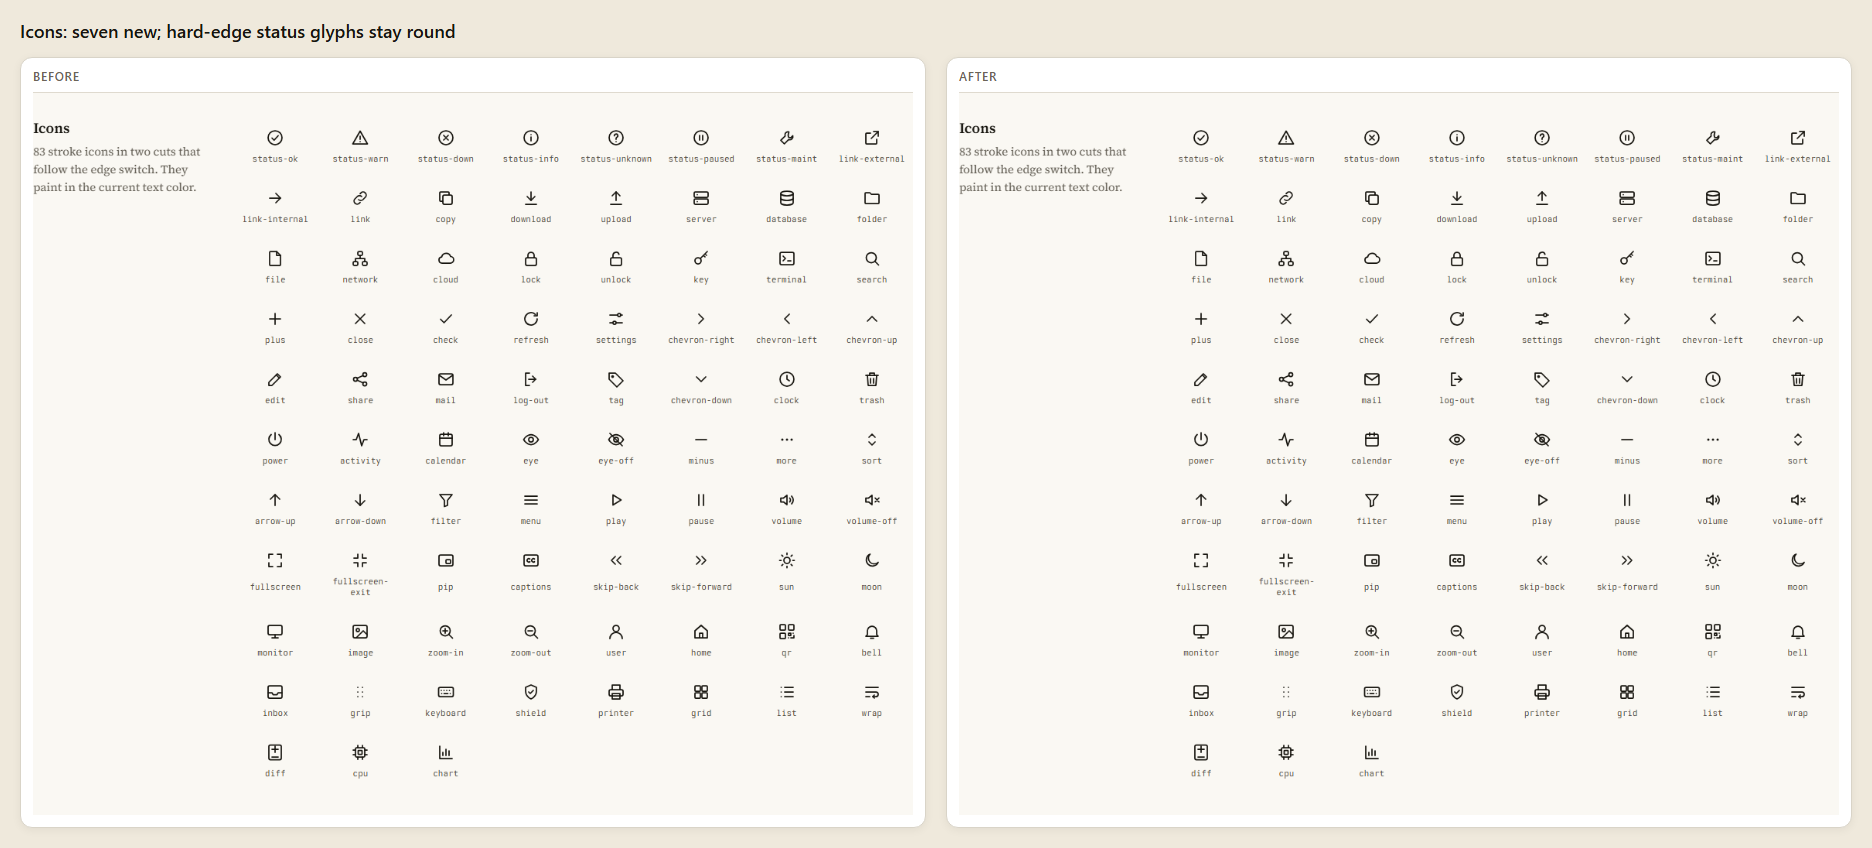 Icons: seven new; hard-edge status glyphs stay round
BEFORE
Icons
83 stroke icons in two cuts that
follow the edge switch. They
paint in the current text color.
status-ok status-warn status-down status-info status-unknown status-paused status-maint link-external
link-internal link copy download upload server database folder
file network cloud lock unlock key terminal search
plus close check refresh settings chevron-right chevron-left chevron-up
edit share mail log-out tag chevron-down clock trash
power activity calendar eye eye-off minus more sort
arrow-up arrow-down filter menu play pause volume volume-off
CC
fullscreen fullscreen-
exit pip captions skip-back skip-forward sun moon
monitor image zoom-in zoom-out user home qr bell
inbox grip keyboard shield printer grid list wrap
diff cpu chart
AFTER
Icons
83 stroke icons in two cuts that
follow the edge switch. They
paint in the current text color.
status-ok status-warn status-down status-info status-unknown status-paused status-maint link-external
link-internal link copy download upload server database folder
file network cloud lock unlock key terminal search
plus close check refresh settings chevron-right chevron-left chevron-up
edit share mail log-out tag chevron-down clock trash
power activity calendar eye eye-off minus more sort
arrow-up arrow-down filter menu play pause volume volume-off
CC
fullscreen fullscreen-
exit pip captions skip-back skip-forward sun moon
monitor image zoom-in zoom-out user home qr bell
inbox grip keyboard shield printer grid list wrap
diff cpu chart